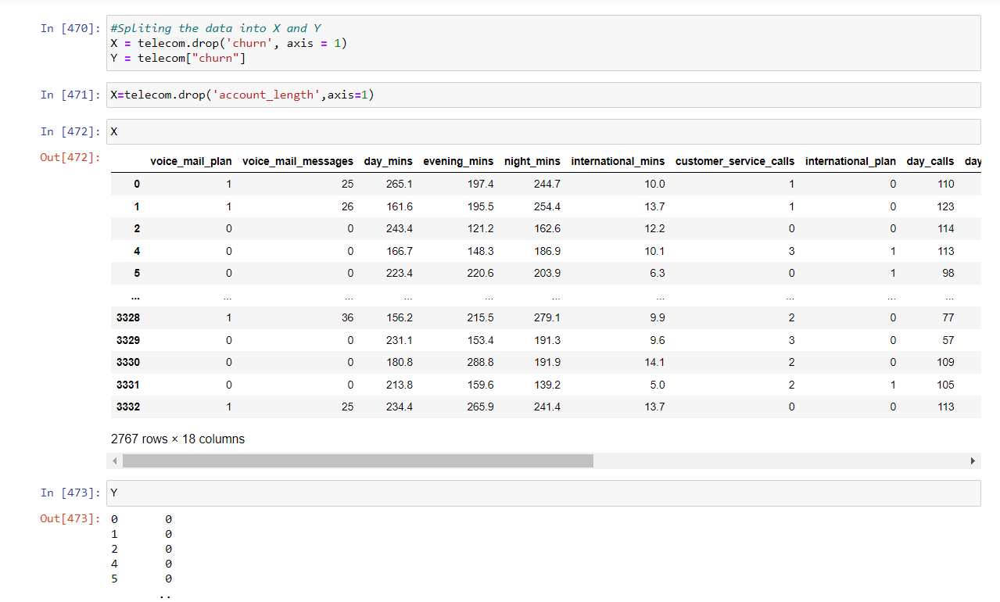 In [470]: #Spliting the data into X and Y
X = telecom.drop('churn', axis = 1)
Y = telecom["churn"]
In [471]: X=telecom.drop('account_length',axis=1)
In [472]: X
Out[472]:
voice_mail_plan voice_mail_messages day_mins evening_mins night_mins international_mins customer_service_calls international_plan day_calls day
0 1 25 265.1 197.4 244.7 10.0 1 0 110
1 1 26 161.6 195.5 254.4 13.7 1 0 123
2 0 0 243.4 121.2 162.6 12.2 0 0 114
4 0 0 166.7 148.3 186.9 10.1 3 1 113
5 0 0 223.4 220.6 203.9 6.3 0 1 98
... ... ... ... ... ... ... ... ... ...
3328 1 36 156.2 215.5 279.1 9.9 2 0 77
3329 0 0 231.1 153.4 191.3 9.6 3 0 57
3330 0 0 180.8 288.8 191.9 14.1 2 0 109
3331 0 0 213.8 159.6 139.2 5.0 2 1 105
3332 1 25 234.4 265.9 241.4 13.7 0 0 113
2767 rows × 18 columns
In [473]: Y
Out[473]: 0 0
1 0
2 0
4 0
5 0
..